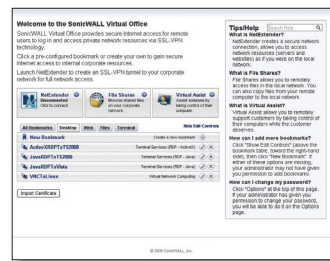 Welcome to the SonicWALL Virtual Office
SonicWALL Virtual Office provides secure Internet access for remote
users to log in and access private network resources via SSL-VPN
technology.
Click a pre-configured bookmark or create your own to gain secure
Internet access to internal corporate resources.
Launch NetExtender to create an SSL-VPN tunnel to your corporate
network for full network access.
NetExtender
Disconnected
Click to connect
File Shares
Browse shared files
on your corporate
network.
Virtual Assist
Assist someone by
taking control of their
computer.
All Bookmarks Desktop Web Files Terminal Hide Edit Controls
New Bookmark Create a new bookmark
ActiveXRDPToTS2008 Terminal Services (RDP - ActiveX)
JavaRDPToTS2008 Terminal Services (RDP - Java)
JavaRDPToVista Terminal Services (RDP - Java)
VNCToLinux Virtual Network Computing
Import Certificate
© 2008 SonicWALL, Inc.
Tips/Help Search Help
What is NetExtender?
NetExtender creates a secure network
connection, allows you to access
network resources (servers and
websites) as if you were on the local
network.
What is File Shares?
File Shares allows you to remotely
access files in the local network. You
can also copy files from your remote
computer to the local network.
What is Virtual Assist?
Virtual Assist allows you to remotely
support customers by taking control of
their computers while the customer
observes.
How can I add more bookmarks?
Click "Show Edit Controls" (above the
bookmark table, toward the right-hand
side), then click "New Bookmark". If
either of these options are missing,
your administrator may not have given
you permission to add bookmarks.
How can I change my password?
Click "Options" at the top of this page.
If your administrator has given you
permission to change your password,
you will be able to do it on the Options
page.